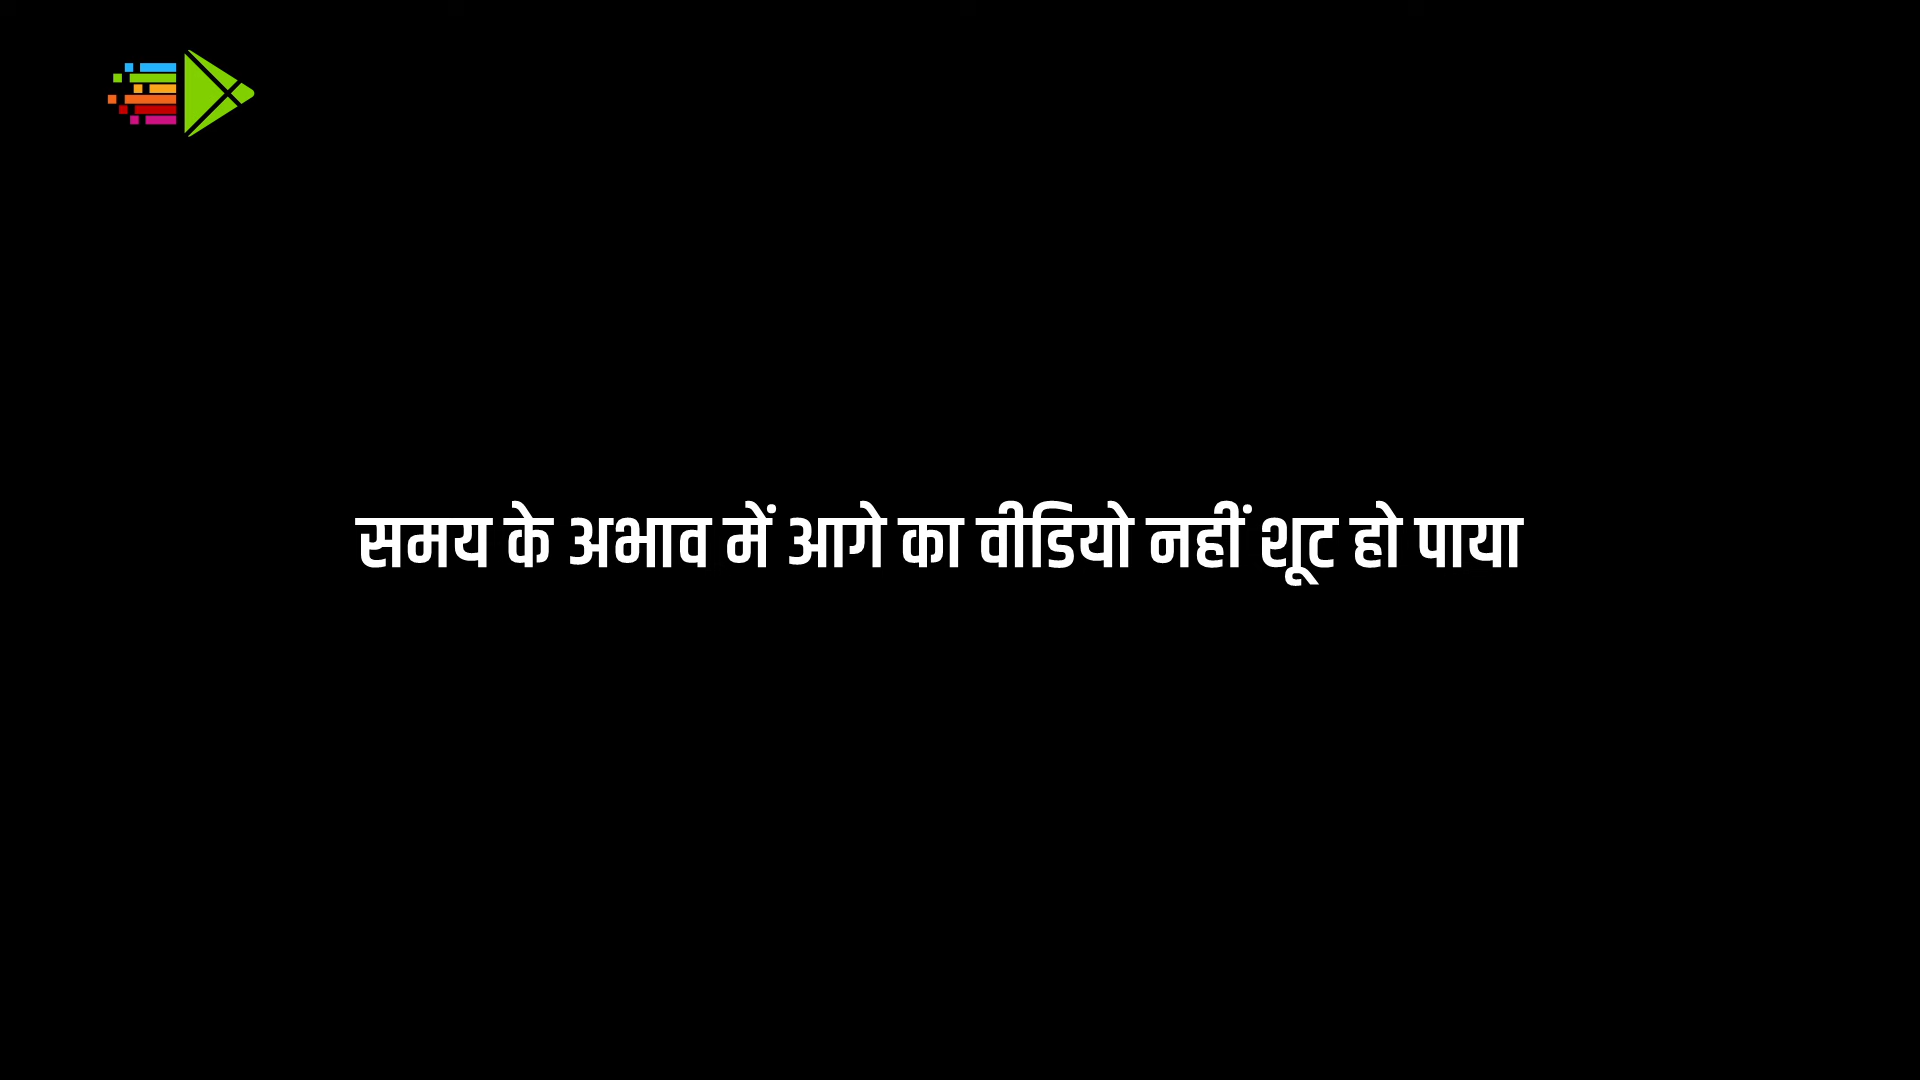 समय के अभाव में आगे का वीडियो नहीं शूट हो पाया